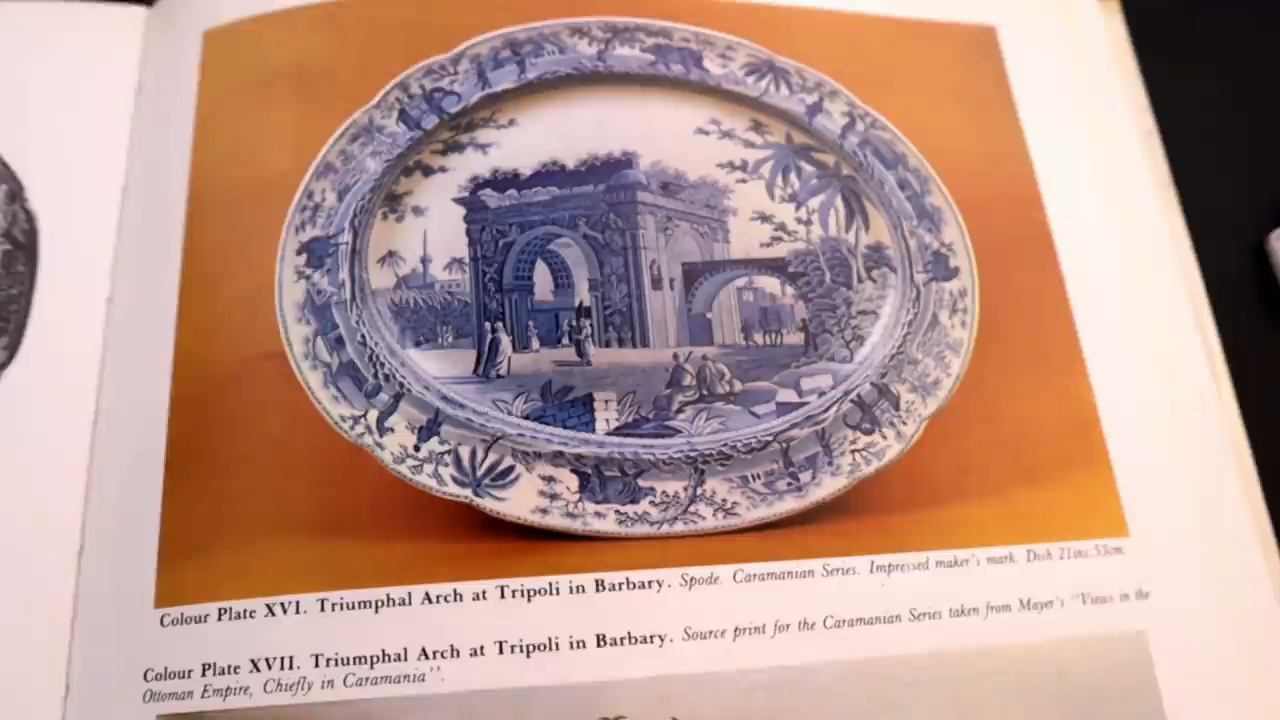 Colour Plate XVI. Triumphal Arch at Tripoli in Barbary. Spode. Caramanian Series. Impressed maker's mark. Dish 21ins:53cm.
Colour Plate XVII. Triumphal Arch at Tripoli in Barbary. Source print for the Caramanian Series taken from Mayer's "Views in the
Ottoman Empire, Chiefly in Caramania".